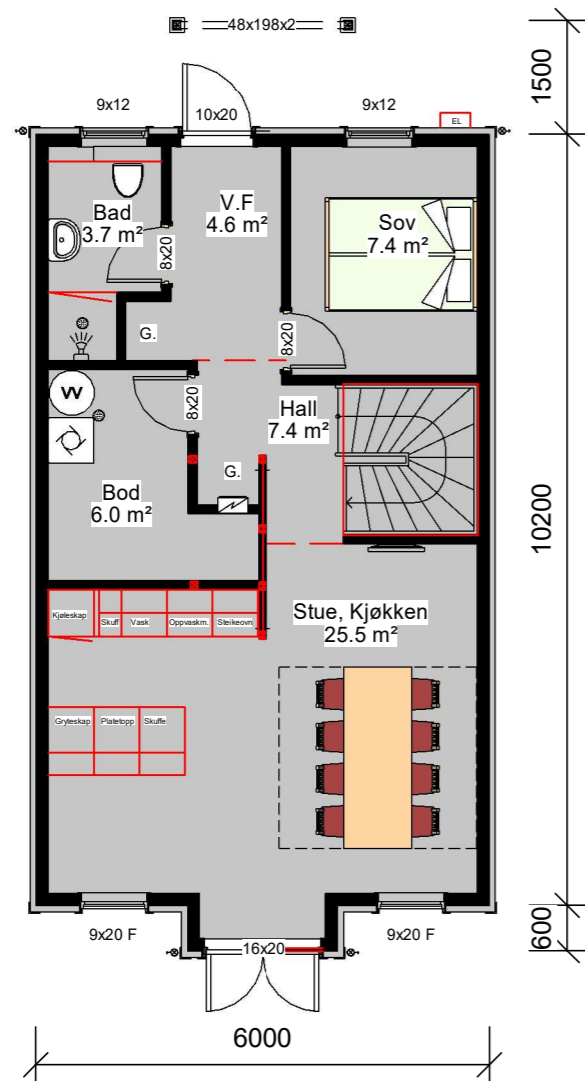 48x198x2
1500
9x12
10x20
9x12
EL
Bad
3.7 m²
V.F
4.6 m²
Sov
7.4 m²
8x20
G.
8x20
8x20
Hall
7.4 m²
W
G.
Bod
6.0 m²
10200
Kjøleskap
Skuff
Vask
Oppvaskm.
Steikeovn
Stue, Kjøkken
25.5 m²
Gryteskap
Platetopp
Skuffe
9x20 F
16x20
9x20 F
600
6000